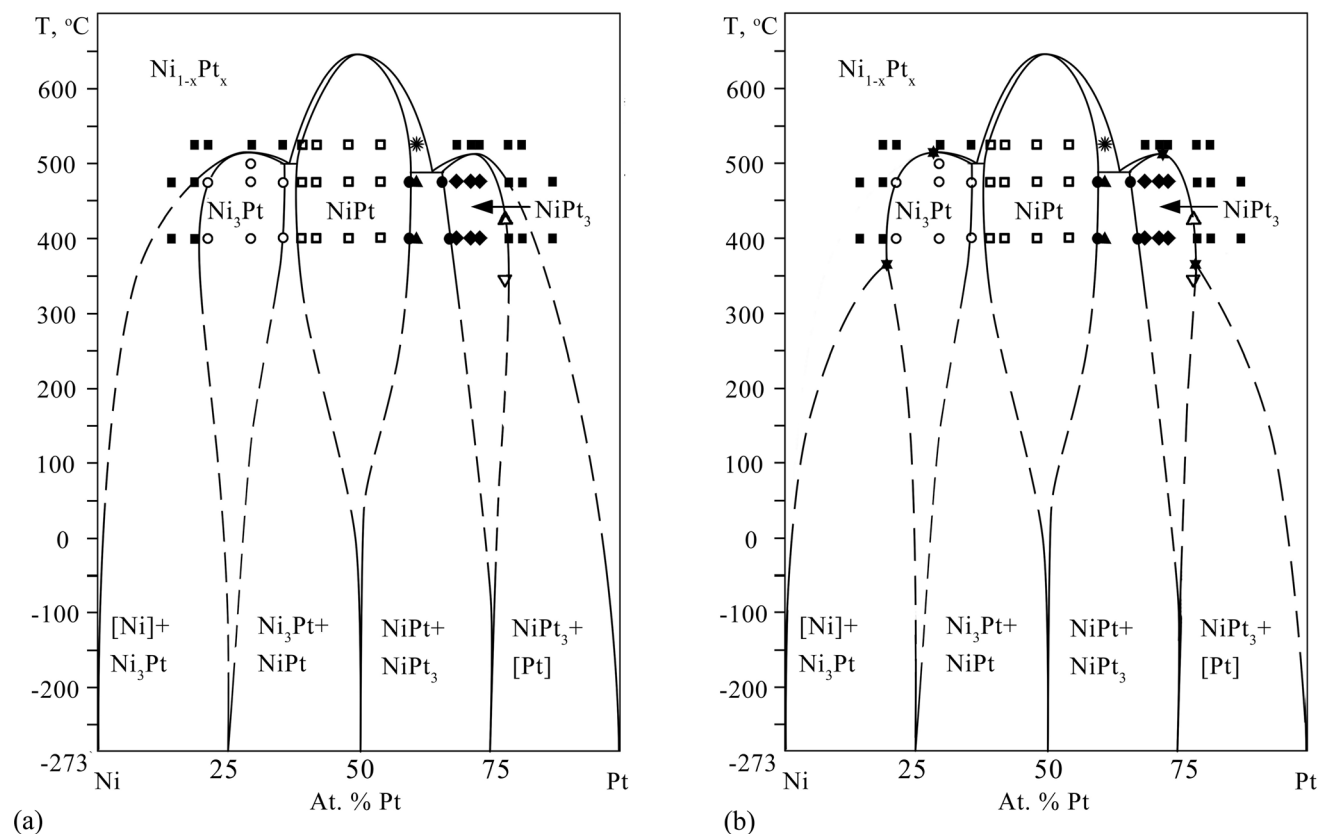 T, °C
Ni₁₋ₓPtₓ
600
500
400
300
200
100
0
-100
-200
-273
Ni₃Pt
NiPt
NiPt₃
[Ni]+
Ni₃Pt
Ni₃Pt+
NiPt
NiPt+
NiPt₃
NiPt₃+
[Pt]
Ni
25
50
75
Pt
At. % Pt
(a)
T, °C
Ni₁₋ₓPtₓ
600
500
400
300
200
100
0
-100
-200
-273
Ni₃Pt
NiPt
NiPt₃
[Ni]+
Ni₃Pt
Ni₃Pt+
NiPt
NiPt+
NiPt₃
NiPt₃+
[Pt]
Ni
25
50
75
Pt
At. % Pt
(b)